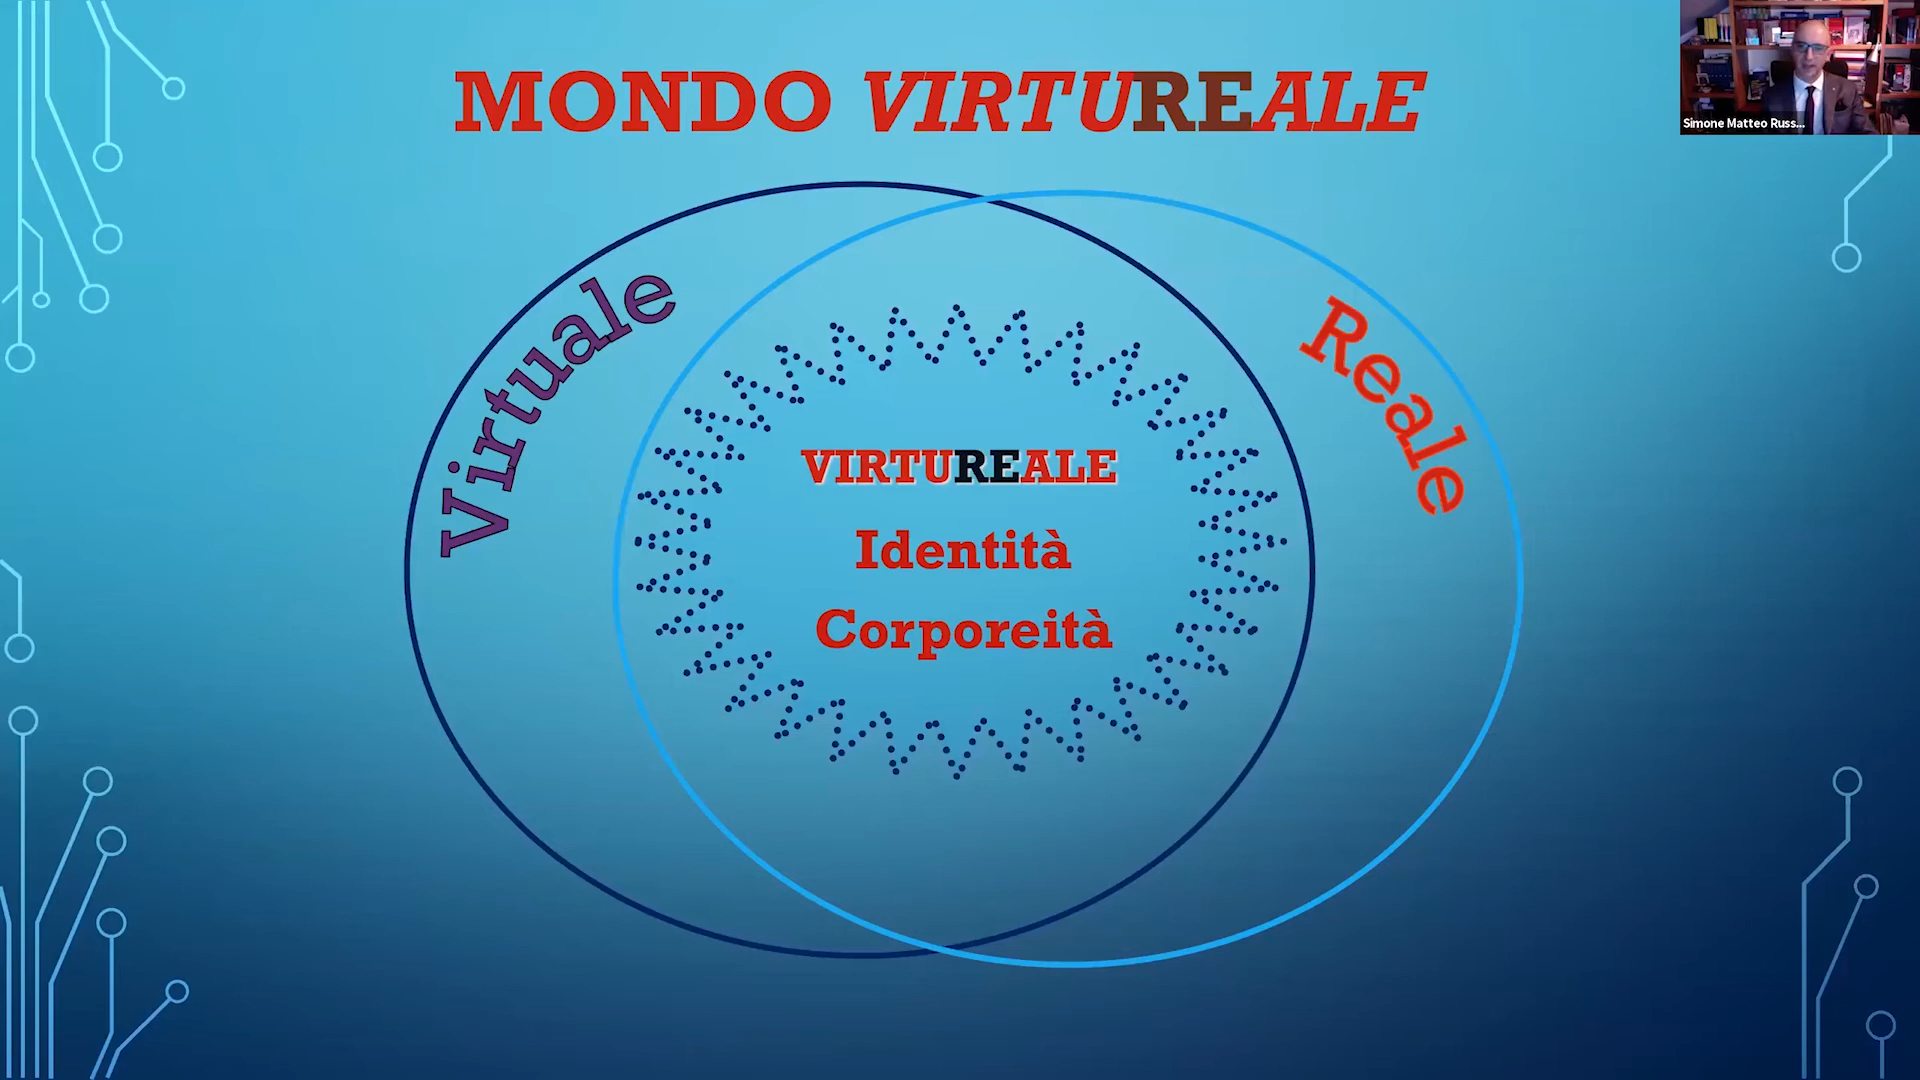 MONDO VIRTUREALE
Simone Matteo Russ...
Virtuale
Reale
VIRTUREALE
Identità
Corporeità